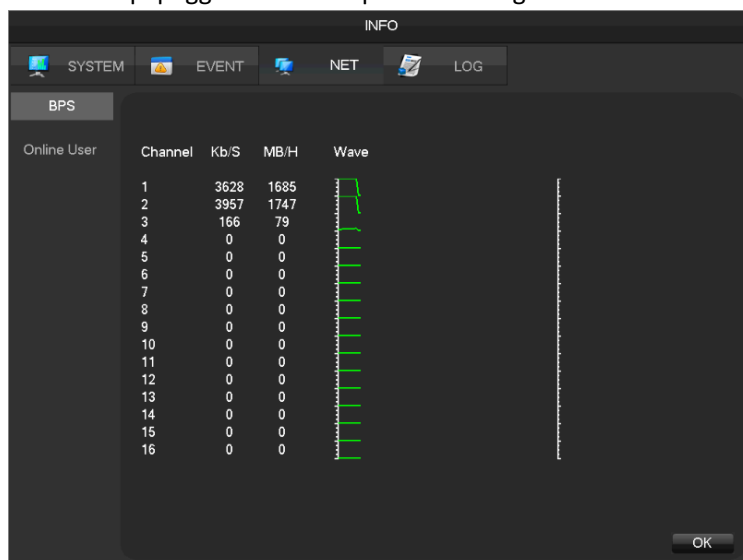 INFO
SYSTEM EVENT NET LOG
BPS
Online User
Channel Kb/S MB/H Wave
1 3628 1685
2 3957 1747
3 166 79
4 0 0
5 0 0
6 0 0
7 0 0
8 0 0
9 0 0
10 0 0
11 0 0
12 0 0
13 0 0
14 0 0
15 0 0
16 0 0
OK